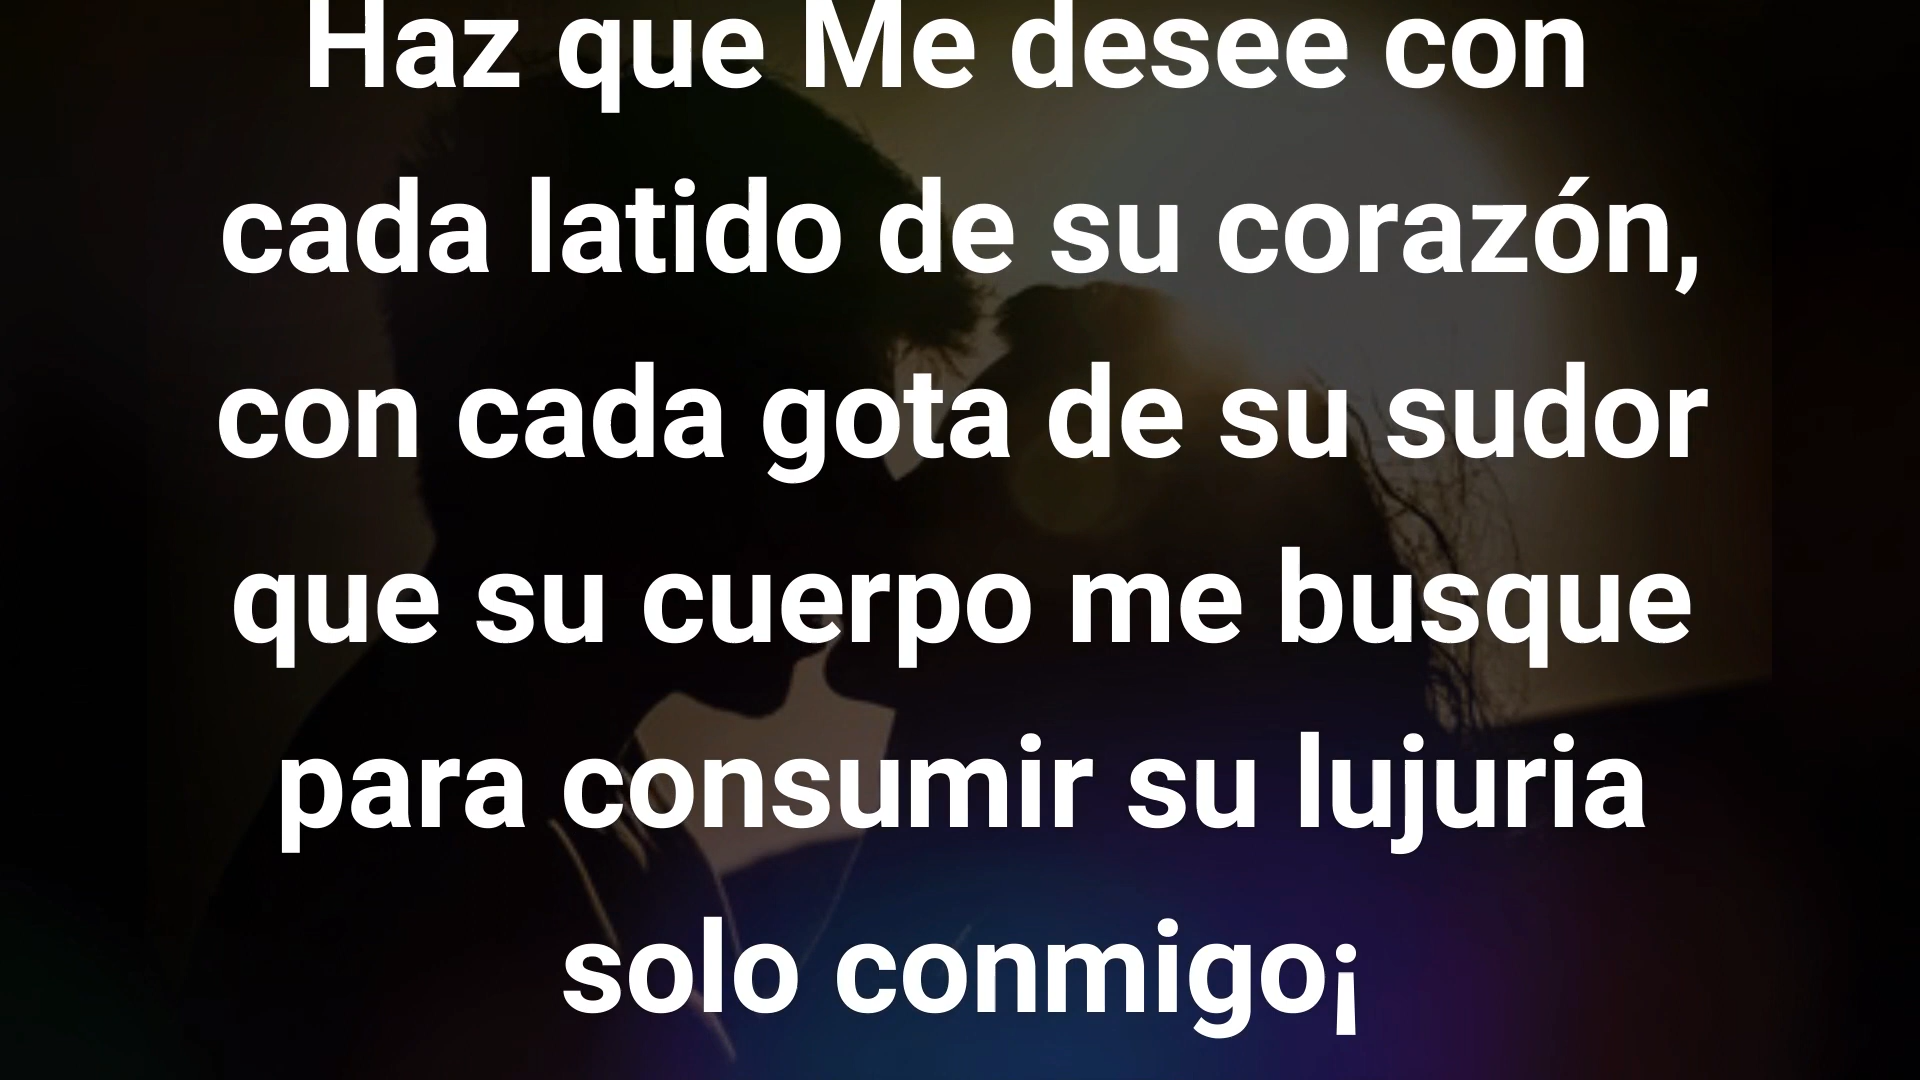 Haz que Me desee con
cada latido de su corazón,
con cada gota de su sudor
que su cuerpo me busque
para consumir su lujuria
solo conmigo¡